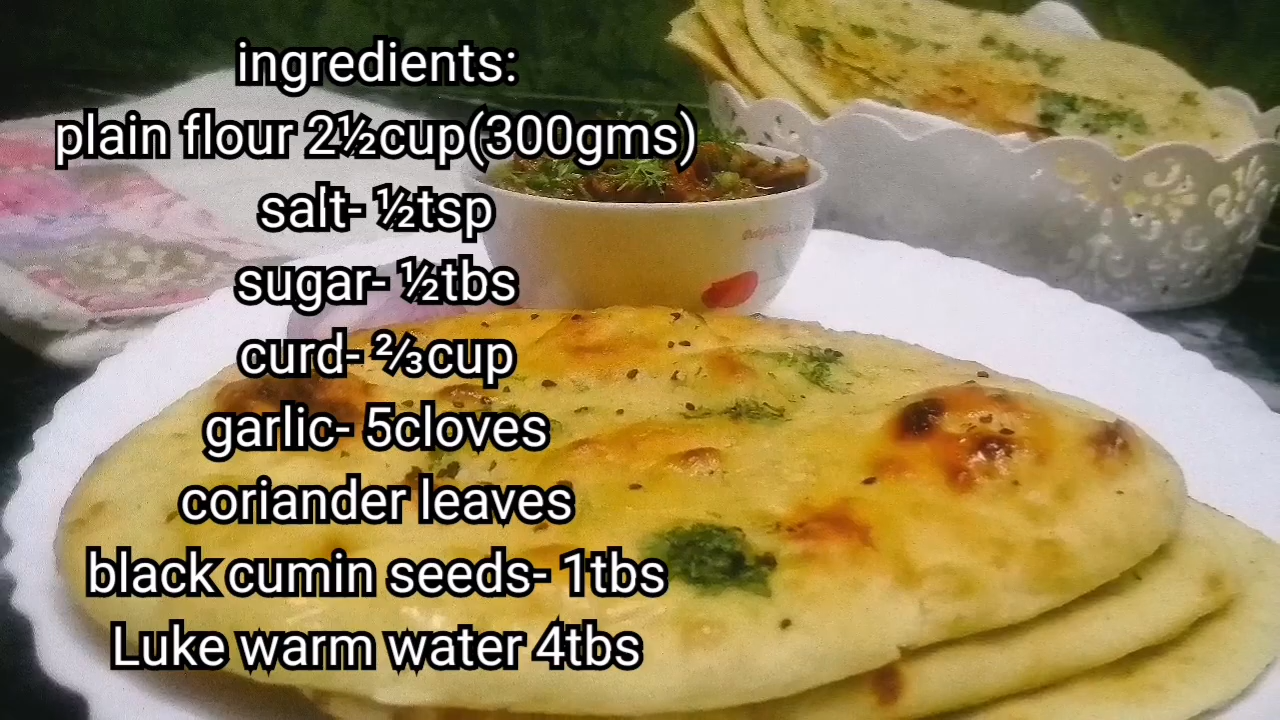 ingredients:
plain flour 2½cup(300gms)
salt- ½tsp
sugar- ½tbs
curd- ⅔cup
garlic- 5cloves
coriander leaves
black cumin seeds- 1tbs
Luke warm water 4tbs